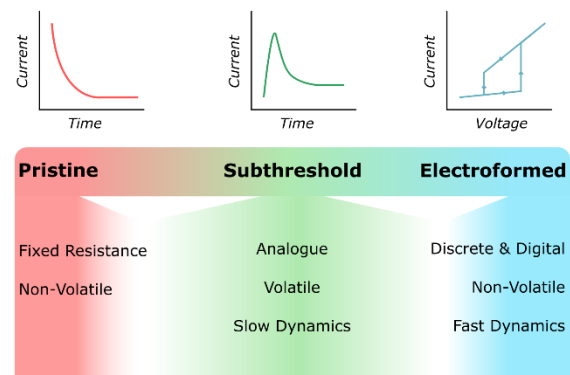 Current
Time
Current
Time
Current
Voltage
Pristine
Subthreshold
Electroformed
Fixed Resistance
Non-Volatile
Analogue
Volatile
Slow Dynamics
Discrete & Digital
Non-Volatile
Fast Dynamics